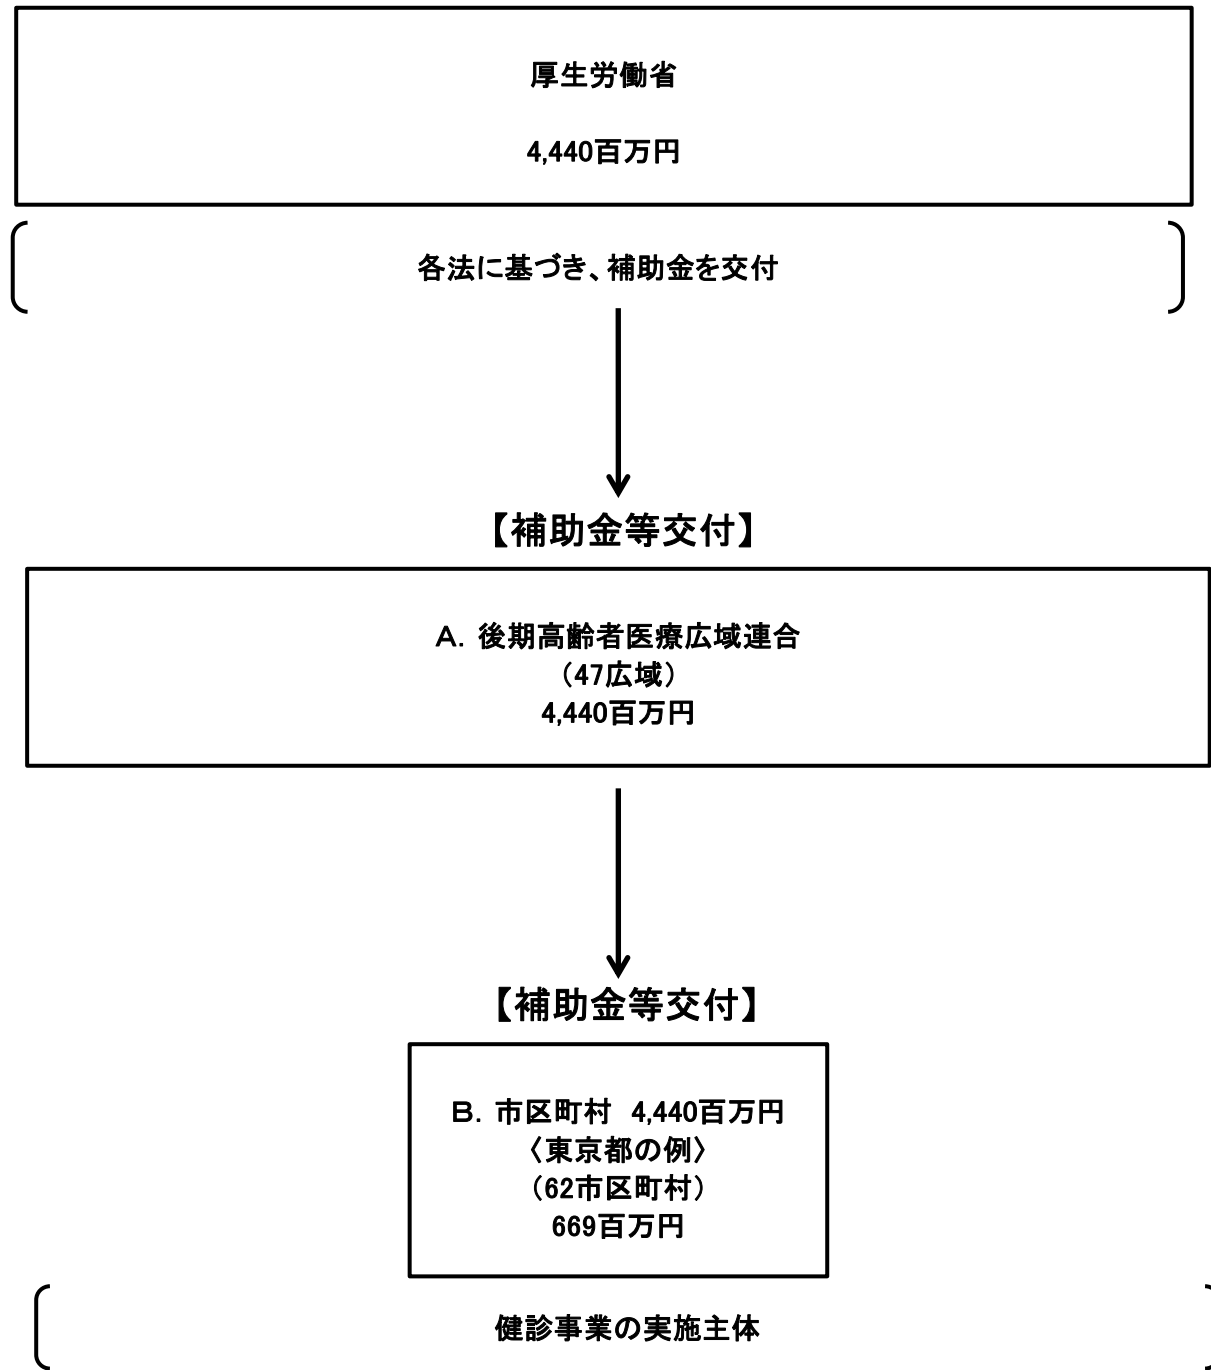 厚生労働省
4,440百万円
各法に基づき、補助金を交付
【補助金等交付】
Ａ．後期高齢者医療広域連合
（47広域）
4,440百万円
【補助金等交付】
Ｂ．市区町村　4,440百万円
〈東京都の例〉
（62市区町村）
669百万円
健診事業の実施主体